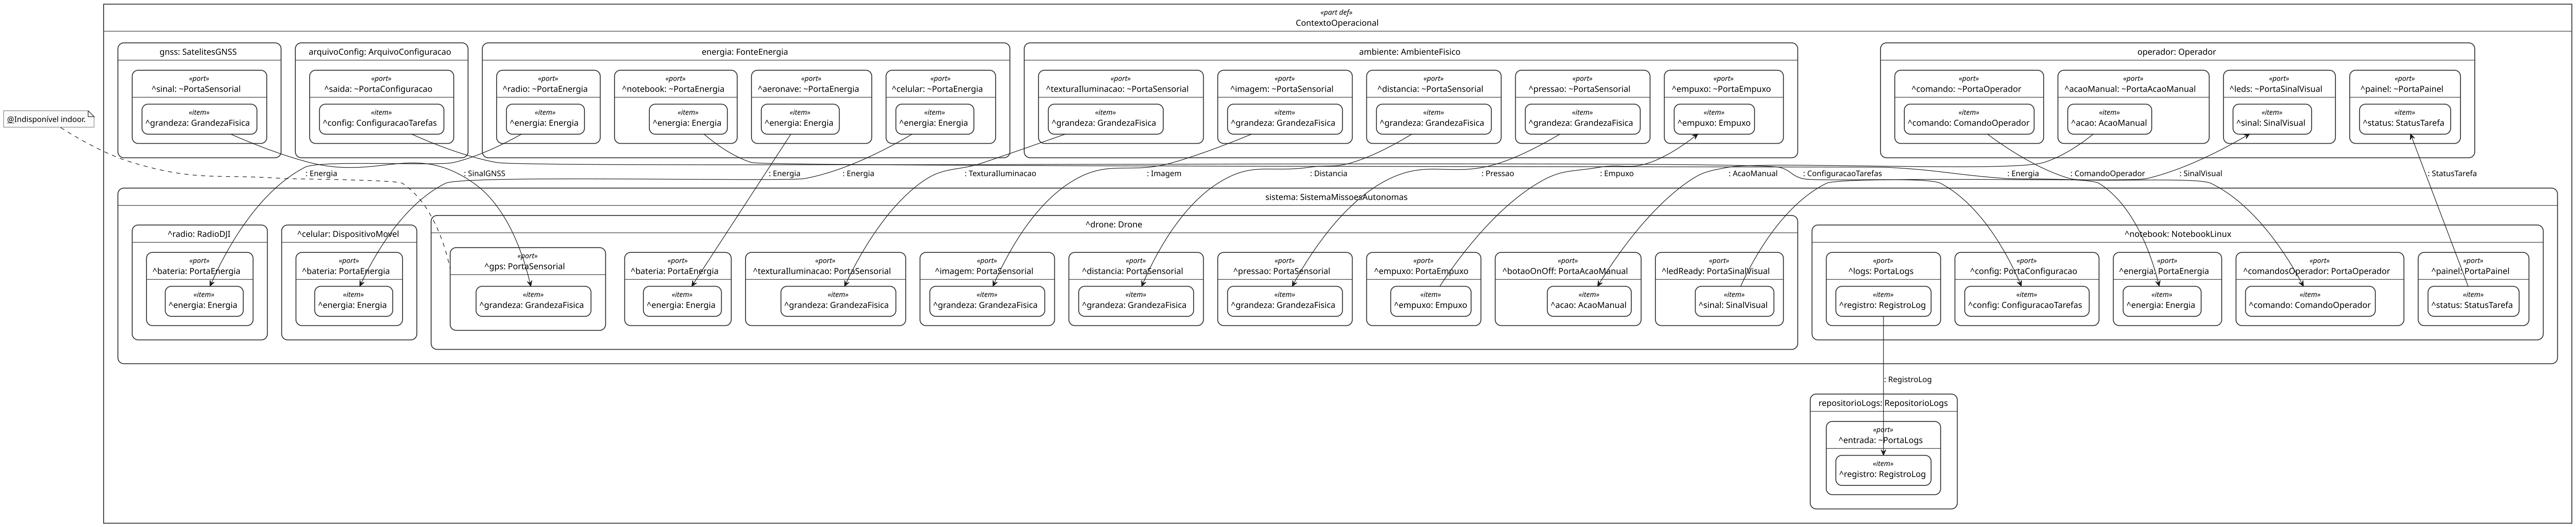 «part def»
ContextoOperacional
gnss: SatelitesGNSS
«port»
^sinal: ~PortaSensorial
«item»
^grandeza: GrandezaFisica
arquivoConfig: ArquivoConfiguracao
«port»
^saida: ~PortaConfiguracao
«item»
^config: ConfiguracaoTarefas
energia: FonteEnergia
«port»
^radio: ~PortaEnergia
«item»
^energia: Energia
«port»
^notebook: ~PortaEnergia
«item»
^energia: Energia
«port»
^aeronave: ~PortaEnergia
«item»
^energia: Energia
«port»
^celular: ~PortaEnergia
«item»
^energia: Energia
ambiente: AmbienteFisico
«port»
^texturaIluminacao: ~PortaSensorial
«item»
^grandeza: GrandezaFisica
«port»
^imagem: ~PortaSensorial
«item»
^grandeza: GrandezaFisica
«port»
^distancia: ~PortaSensorial
«item»
^grandeza: GrandezaFisica
«port»
^pressao: ~PortaSensorial
«item»
^grandeza: GrandezaFisica
«port»
^empuxo: ~PortaEmpuxo
«item»
^empuxo: Empuxo
operador: Operador
«port»
^comando: ~PortaOperador
«item»
^comando: ComandoOperador
«port»
^acaoManual: ~PortaAcaoManual
«item»
^acao: AcaoManual
«port»
^leds: ~PortaSinalVisual
«item»
^sinal: SinalVisual
«port»
^painel: ~PortaPainel
«item»
^status: StatusTarefa
@Indisponível indoor.
: Energia
: SinalGNSS
: Energia
: Energia
: TexturaIluminacao
: Imagem
: Distancia
: Pressao
: Empuxo
: AcaoManual
: ConfiguracaoTarefas
: Energia
: ComandoOperador
: SinalVisual
: StatusTarefa
sistema: SistemaMissoesAutonomas
^radio: RadioDJI
«port»
^bateria: PortaEnergia
«item»
^energia: Energia
^celular: DispositivoMovel
«port»
^bateria: PortaEnergia
«item»
^energia: Energia
^drone: Drone
«port»
^gps: PortaSensorial
«item»
^grandeza: GrandezaFisica
«port»
^bateria: PortaEnergia
«item»
^energia: Energia
«port»
^texturaIluminacao: PortaSensorial
«item»
^grandeza: GrandezaFisica
«port»
^imagem: PortaSensorial
«item»
^grandeza: GrandezaFisica
«port»
^distancia: PortaSensorial
«item»
^grandeza: GrandezaFisica
«port»
^pressao: PortaSensorial
«item»
^grandeza: GrandezaFisica
«port»
^empuxo: PortaEmpuxo
«item»
^empuxo: Empuxo
«port»
^botaoOnOff: PortaAcaoManual
«item»
^acao: AcaoManual
«port»
^ledReady: PortaSinalVisual
«item»
^sinal: SinalVisual
^notebook: NotebookLinux
«port»
^logs: PortaLogs
«item»
^registro: RegistroLog
«port»
^config: PortaConfiguracao
«item»
^config: ConfiguracaoTarefas
«port»
^energia: PortaEnergia
«item»
^energia: Energia
«port»
^comandosOperador: PortaOperador
«item»
^comando: ComandoOperador
«port»
^painel: PortaPainel
«item»
^status: StatusTarefa
: RegistroLog
repositorioLogs: RepositorioLogs
«port»
^entrada: ~PortaLogs
«item»
^registro: RegistroLog